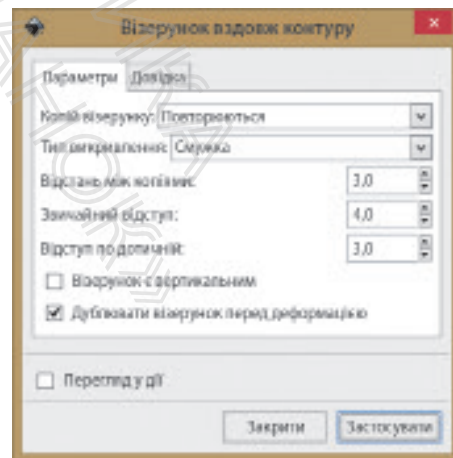 Візерунок вздовж контуру
Параметри Довідка
Копій візерунку: Повторюються
Тип викривлення: Смужка
Відстань між копіями: 3,0
Звичайний відступ: 4,0
Відступ по дотичній: 3,0
Візерунок є вертикальним
Дублювати візерунок перед деформацією
Перегляд у дії
Закрити Застосувати